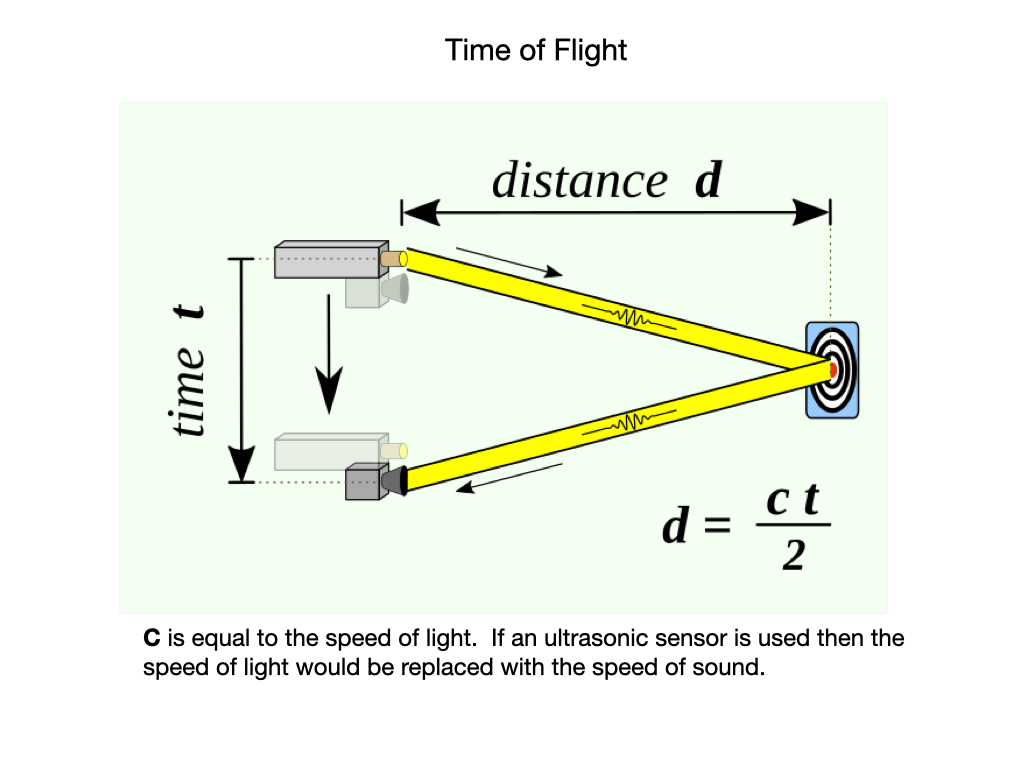 Time of Flight
distance d
time t
d = c t / 2
C is equal to the speed of light.  If an ultrasonic sensor is used then the
speed of light would be replaced with the speed of sound.